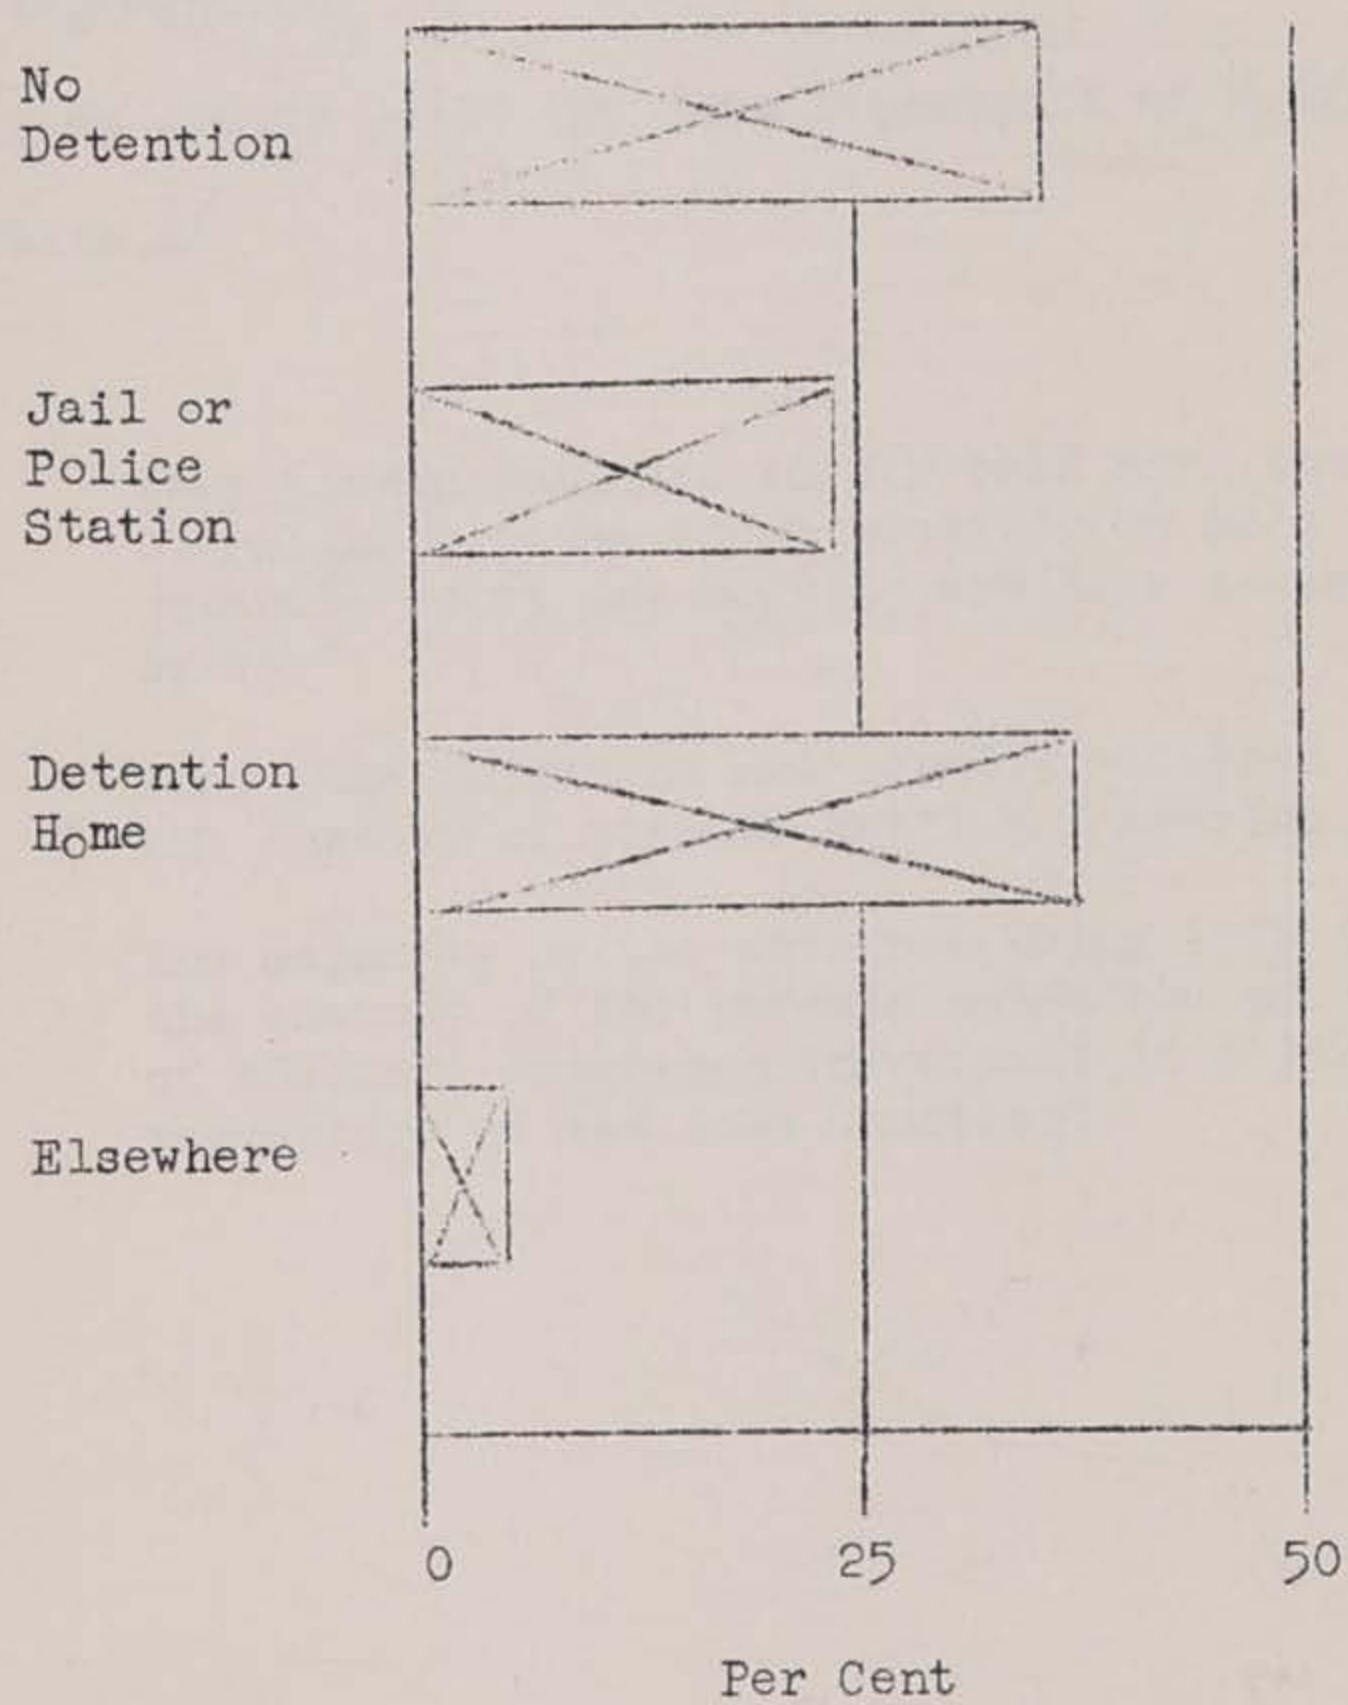 No
Detention
Jail or
Police
Station
Detention
Home
Elsewhere
0 25 50
Per Cent